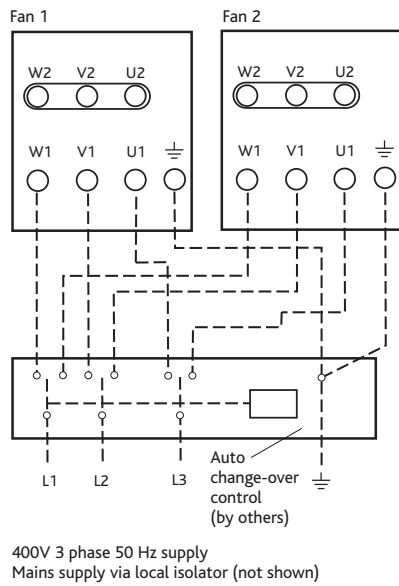 Fan 1
Fan 2
W2 V2 U2
W2 V2 U2
W1 V1 U1
W1 V1 U1
L1 L2 L3
Auto
change-over
control
(by others)
400V 3 phase 50 Hz supply
Mains supply via local isolator (not shown)